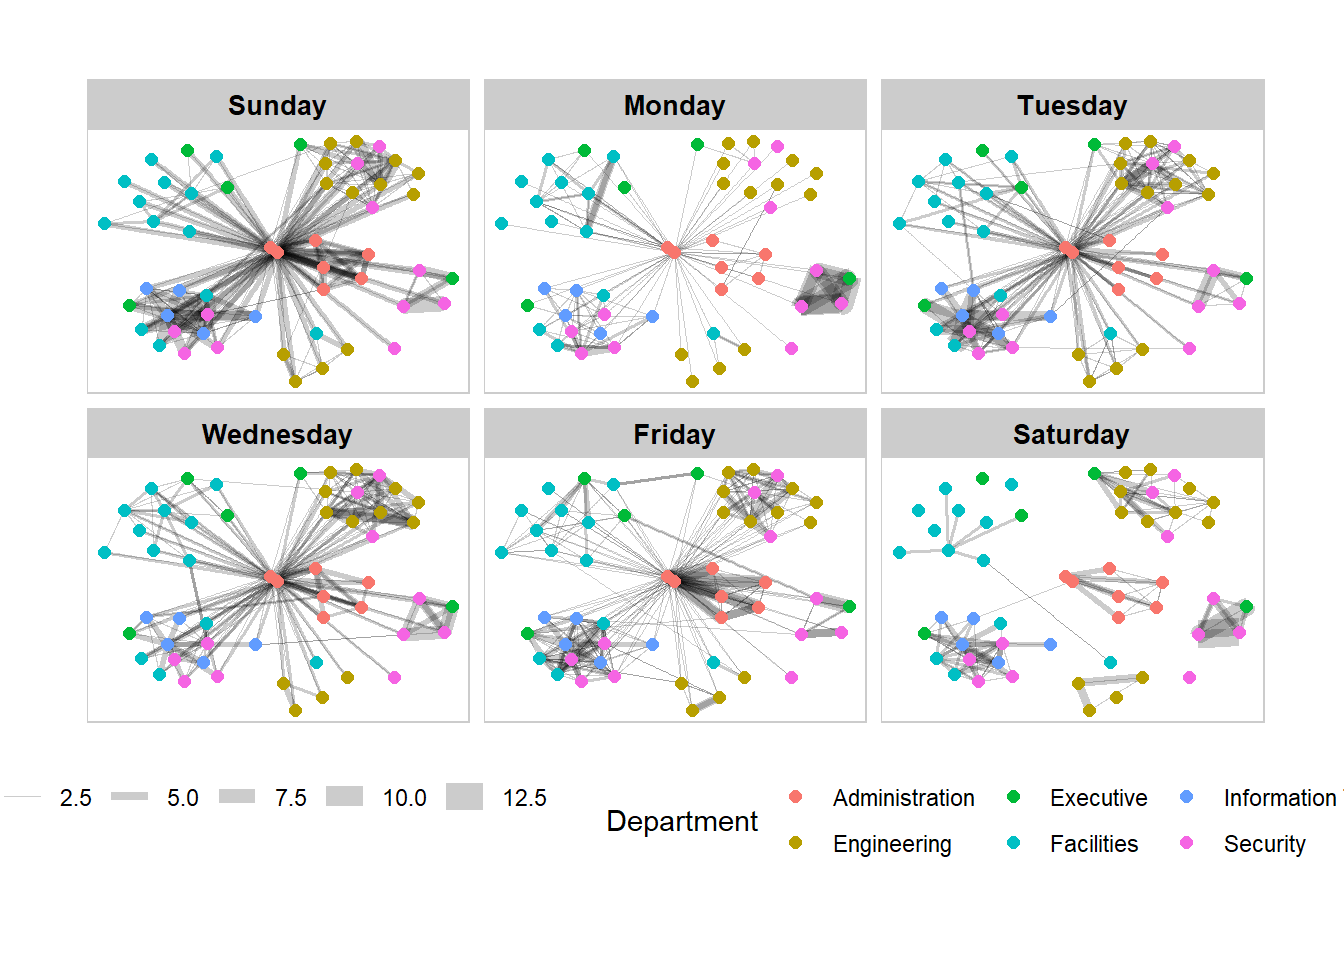 Sunday Monday Tuesday
Wednesday Friday Saturday
2.5 5.0 7.5 10.0 12.5
Department
Administration Executive Information
Engineering Facilities Security